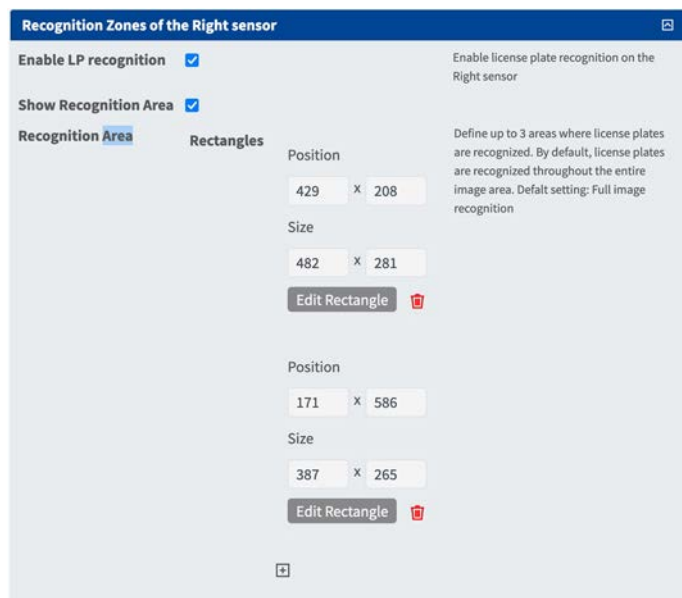 Recognition Zones of the Right sensor
Enable LP recognition
Enable license plate recognition on the
Right sensor
Show Recognition Area
Recognition Area
Rectangles
Define up to 3 areas where license plates
are recognized. By default, license plates
are recognized throughout the entire
image area. Defalt setting: Full image
recognition
Position
429 x 208
Size
482 x 281
Edit Rectangle
Position
171 x 586
Size
387 x 265
Edit Rectangle